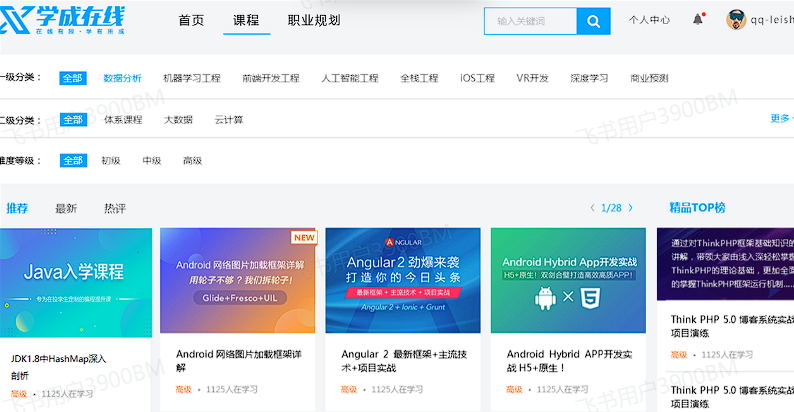 学成在线
在线有段·学有所成
首页 课程 职业规划
输入关键词
个人中心
qq-leish
一级分类： 全部 数据分析 机器学习工程 前端开发工程 人工智能工程 全栈工程 iOS工程 VR开发 深度学习 商业预测
二级分类： 全部 体系课程 大数据 云计算 更多
难度等级： 全部 初级 中级 高级
飞书用户3900BM
飞书用户3900BM
推荐 最新 热评
1/28
精品TOP榜
Java入学课程
专为在校学生定制的编程提升课
JDK1.8中HashMap深入
剖析
高级 • 1125人在学习
NEW
Android 网络图片加载框架详解
用轮子不够？我们拆轮子！
Glide+Fresco+UIL
Android 网络图片加载框架详
解
高级 • 1125人在学习
ANGULAR
Angular 2 劲爆来袭
打造你的今日头条
最新框架 + 主流技术 + 项目实战
Angular 2 + Ionic + Grunt
Angular 2 最新框架+主流技
术+项目实战
高级 • 1125人在学习
Android Hybrid App开发实战
H5+原生！双剑合璧打造高效高质APP！
Android Hybrid APP开发实
战 H5+原生！
高级 • 1125人在学习
通过对ThinkPHP框架基础知识的
讲解，带领大家由浅入深轻松掌握
ThinkPHP的理论基础，更加全面
的掌握ThinkPHP框架运行机制......
Think PHP 5.0 博客系统实战
项目演练
高级 • 1125人在学习
Think PHP 5.0 博客系统实战
项目演练
飞书用户3900BM
飞书用户3900BM